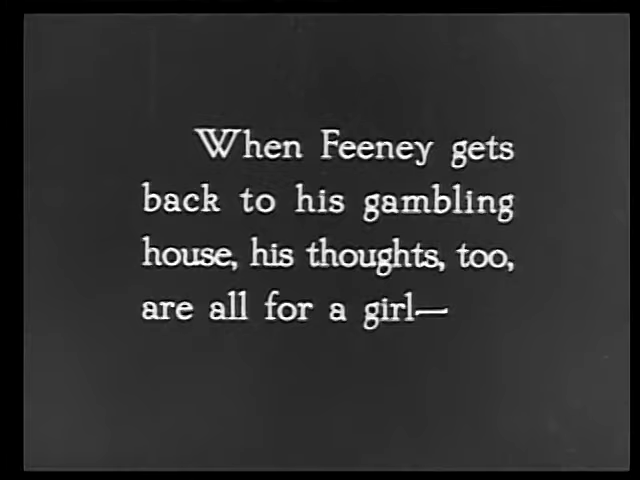 When Feeney gets
back to his gambling
house, his thoughts, too,
are all for a girl—